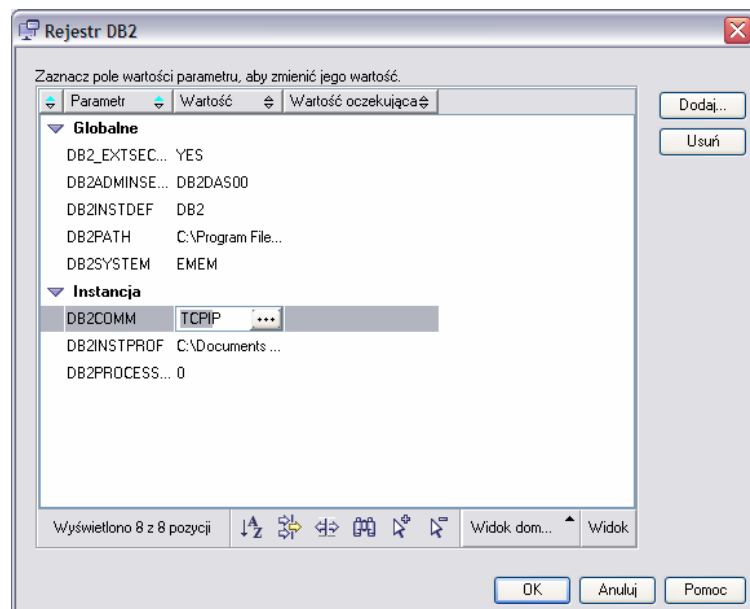 Rejestr DB2
Zaznacz pole wartości parametru, aby zmienić jego wartość.
Parametr Wartość Wartość oczekująca
Dodaj...
Usuń
Globalne
DB2_EXTSEC... YES
DB2ADMINSE... DB2DAS00
DB2INSTDEF DB2
DB2PATH C:\Program File...
DB2SYSTEM EMEM
Instancja
DB2COMM TCPIP ...
DB2INSTPROF C:\Documents ...
DB2PROCESS... 0
Wyświetlono 8 z 8 pozycji Widok dom... Widok
OK Anuluj Pomoc